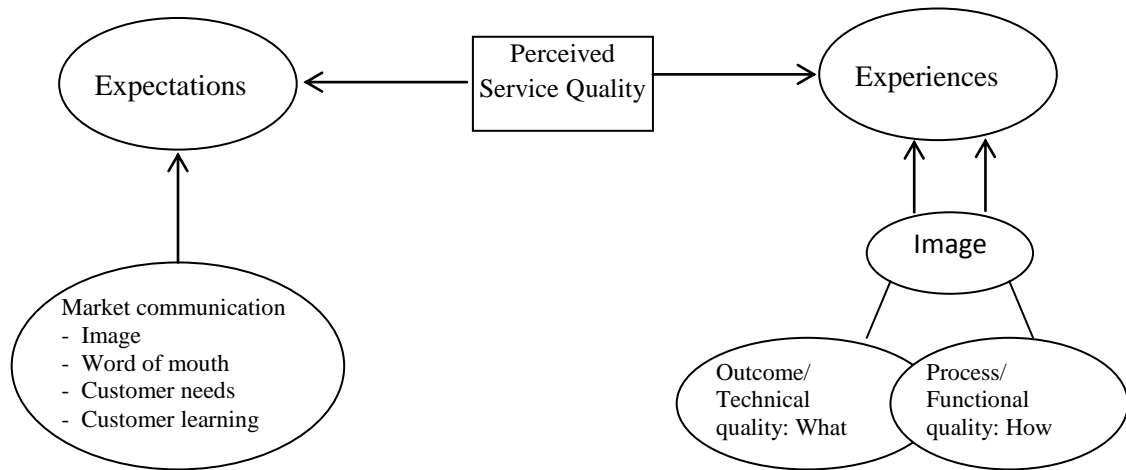 Expectations
Perceived
Service Quality
Experiences
Market communication
- Image
- Word of mouth
- Customer needs
- Customer learning
Image
Outcome/
Technical
quality: What
Process/
Functional
quality: How